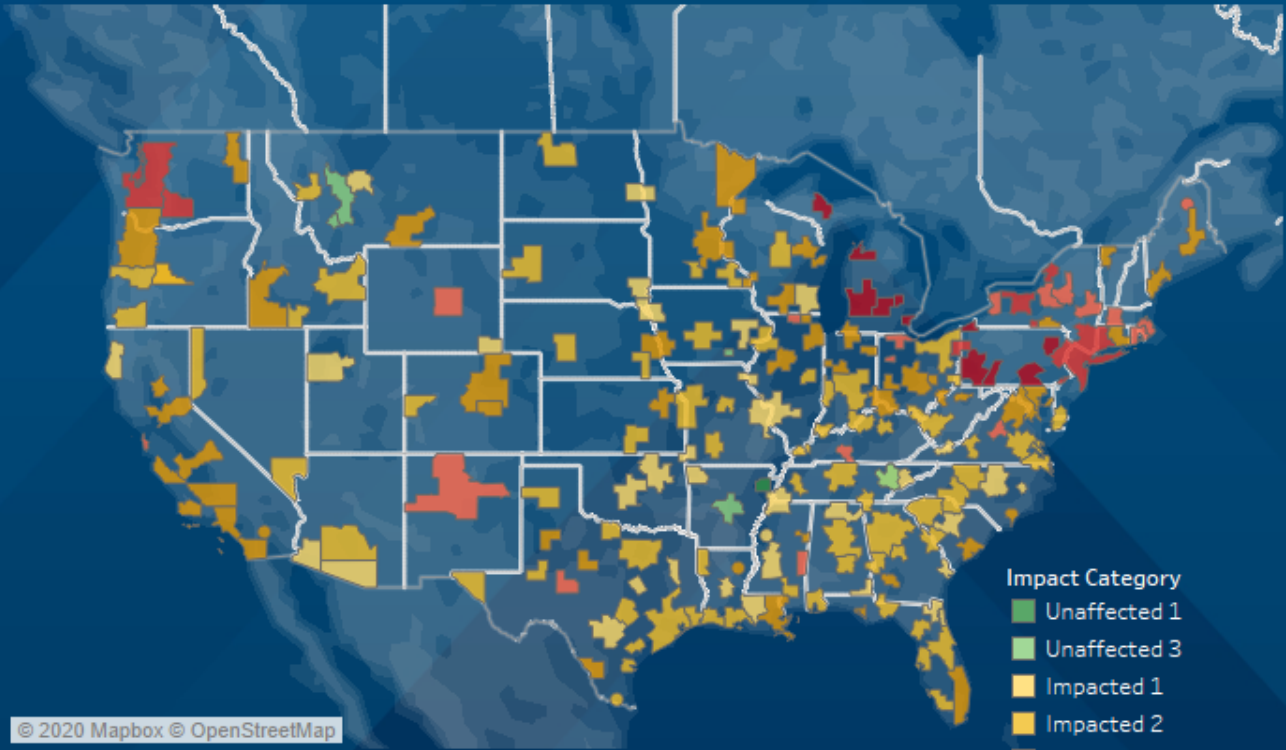 Impact Category
Unaffected 1
Unaffected 3
Impacted 1
Impacted 2
© 2020 Mapbox © OpenStreetMap